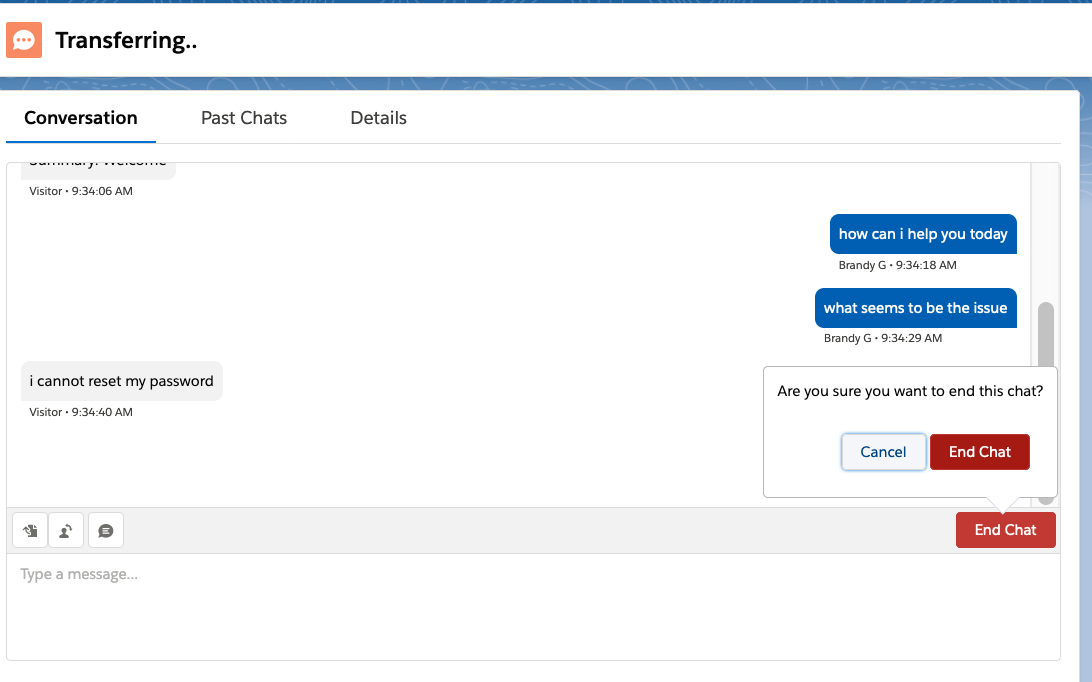 Transferring..
Conversation Past Chats Details
Summary: Welcome
Visitor • 9:34:06 AM
how can i help you today
Brandy G • 9:34:18 AM
what seems to be the issue
Brandy G • 9:34:29 AM
i cannot reset my password
Visitor • 9:34:40 AM
Are you sure you want to end this chat?
Cancel End Chat
End Chat
Type a message...